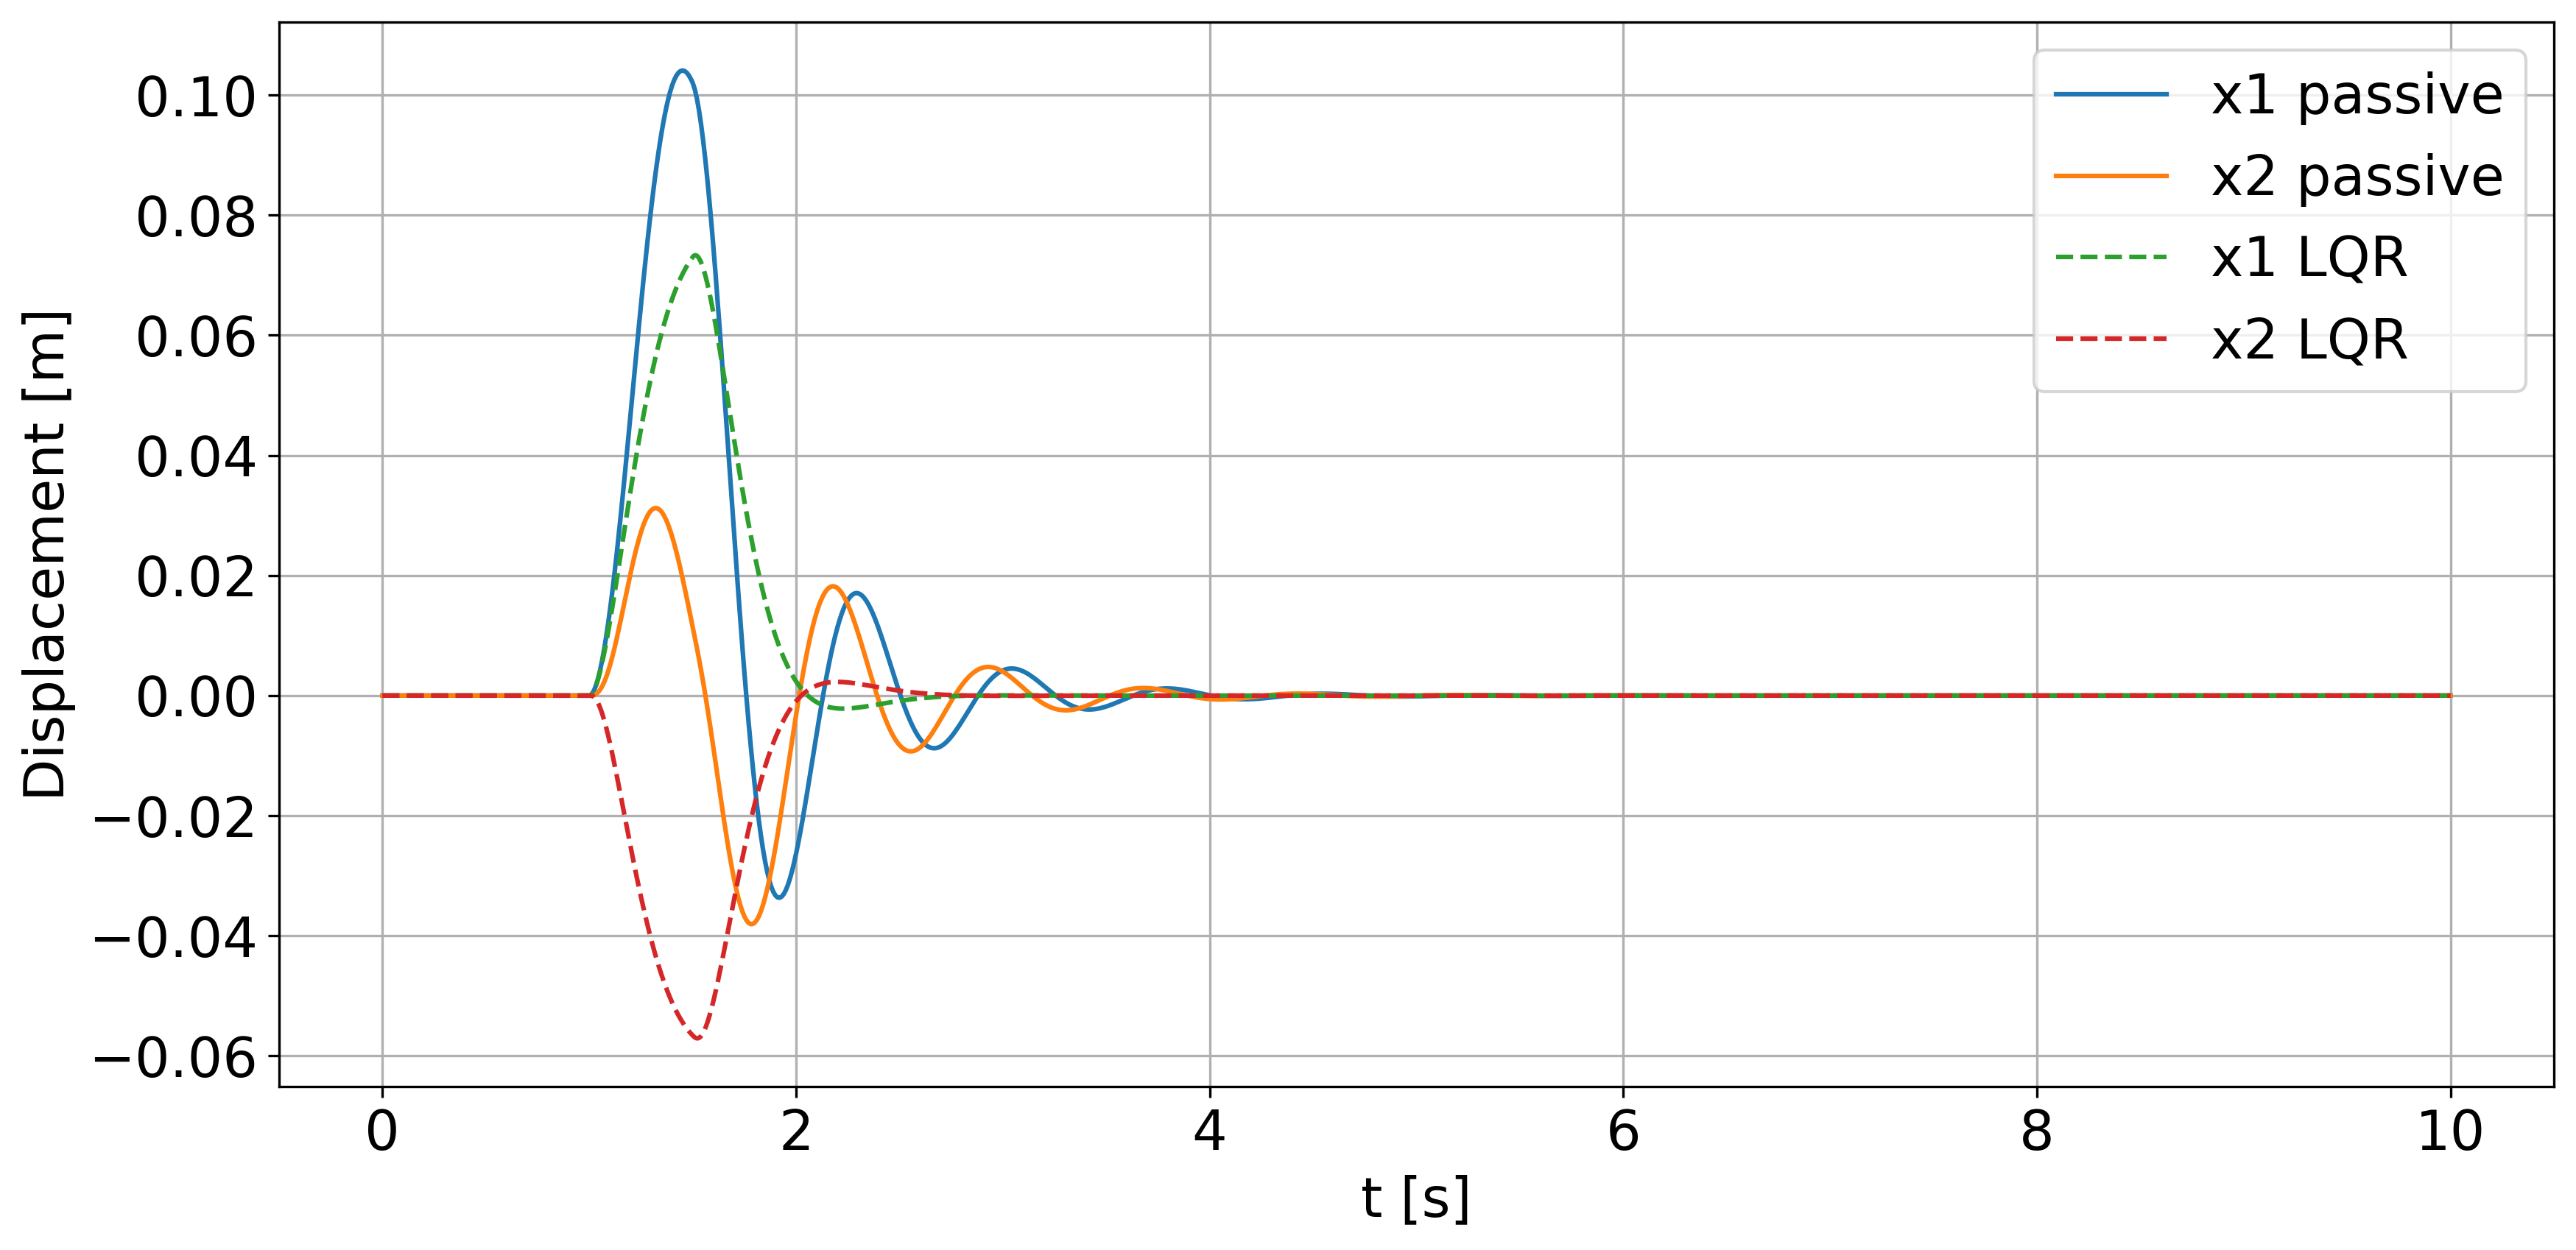 Displacement [m]
0.10
0.08
0.06
0.04
0.02
0.00
−0.02
−0.04
−0.06
x1 passive
x2 passive
x1 LQR
x2 LQR
0 2 4 6 8 10
t [s]